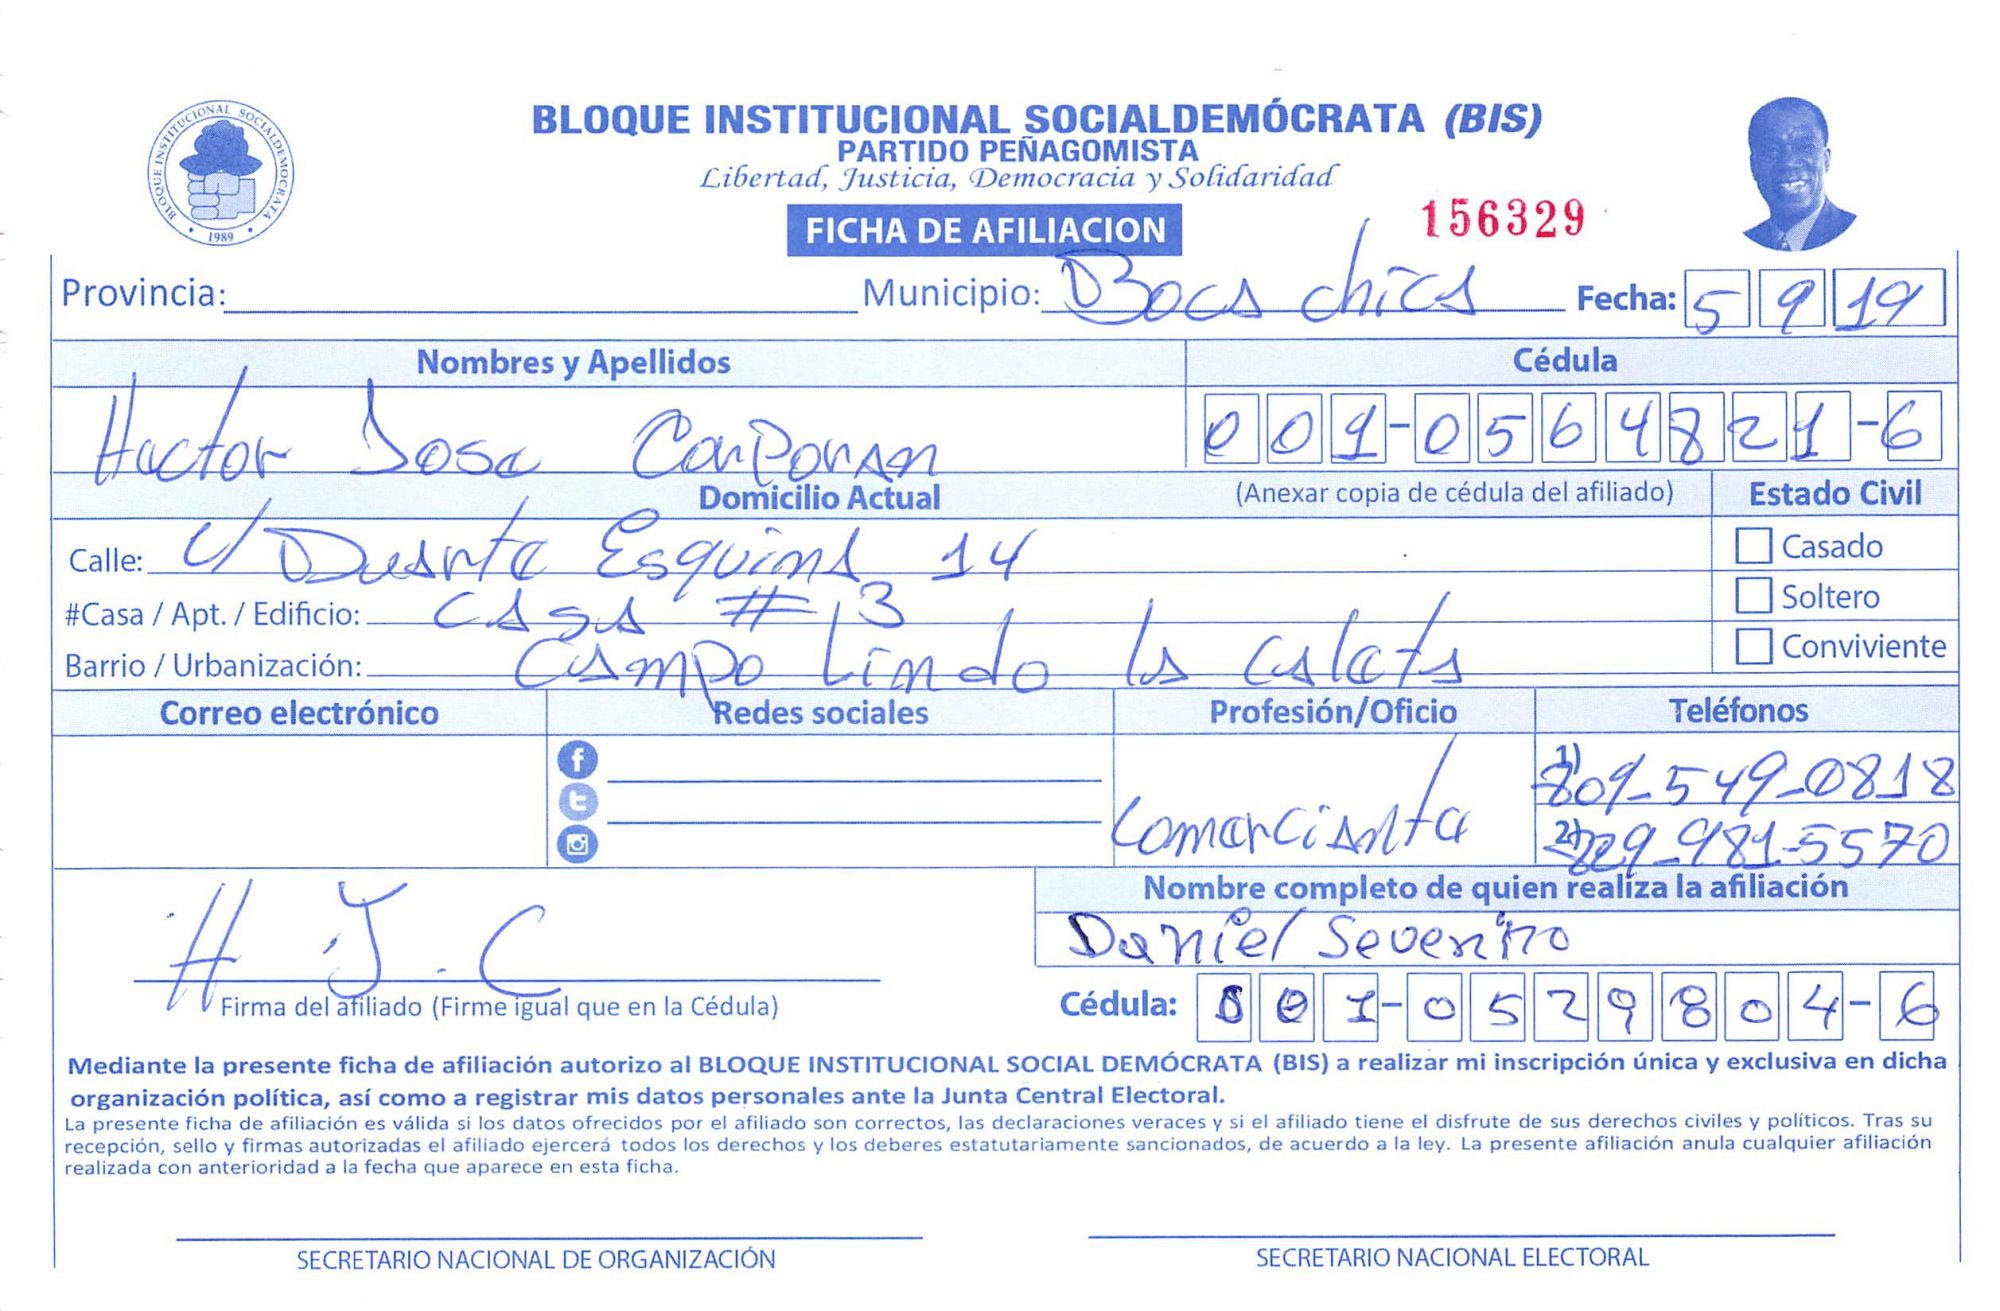 BLOQUE INSTITUCIONAL SOCIALDEMOCRATA
1989
BLOQUE INSTITUCIONAL SOCIALDEMÓCRATA (BIS)
PARTIDO PEÑAGOMISTA
Libertad, Justicia, Democracia y Solidaridad
FICHA DE AFILIACION
156329
Provincia: Municipio: Boca chica Fecha: 5 9 19
Nombres y Apellidos Cédula
Hector Jose Carporan 001-0564821-6
Domicilio Actual (Anexar copia de cédula del afiliado) Estado Civil
Calle: c/ Duarte Esquina 14 Casado
#Casa / Apt. / Edificio: casa # 3 Soltero
Barrio / Urbanización: campo Lindo la caleta Conviviente
Correo electrónico Redes sociales Profesión/Oficio Teléfonos
Comerciante 1) 809-549-0818
2) 829-981-5570
Nombre completo de quien realiza la afiliación
H. J. C Daniel Severino
Firma del afiliado (Firme igual que en la Cédula) Cédula: 001-0529804-6
Mediante la presente ficha de afiliación autorizo al BLOQUE INSTITUCIONAL SOCIAL DEMÓCRATA (BIS) a realizar mi inscripción única y exclusiva en dicha
organización política, así como a registrar mis datos personales ante la Junta Central Electoral.
La presente ficha de afiliación es válida si los datos ofrecidos por el afiliado son correctos, las declaraciones veraces y si el afiliado tiene el disfrute de sus derechos civiles y políticos. Tras su
recepción, sello y firmas autorizadas el afiliado ejercerá todos los derechos y los deberes estatutariamente sancionados, de acuerdo a la ley. La presente afiliación anula cualquier afiliación
realizada con anterioridad a la fecha que aparece en esta ficha.
SECRETARIO NACIONAL DE ORGANIZACIÓN SECRETARIO NACIONAL ELECTORAL